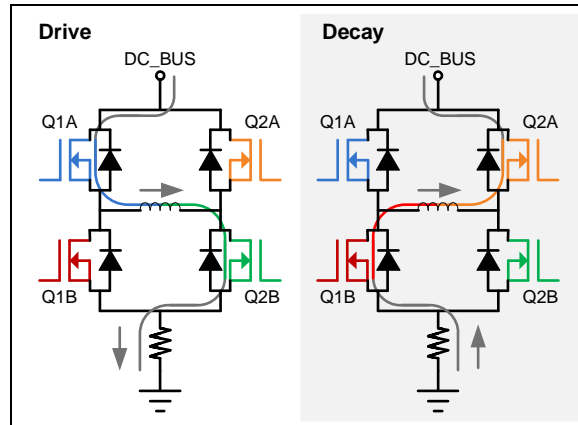 Drive
DC_BUS
Q1A
Q2A
Q1B
Q2B
Decay
DC_BUS
Q1A
Q2A
Q1B
Q2B